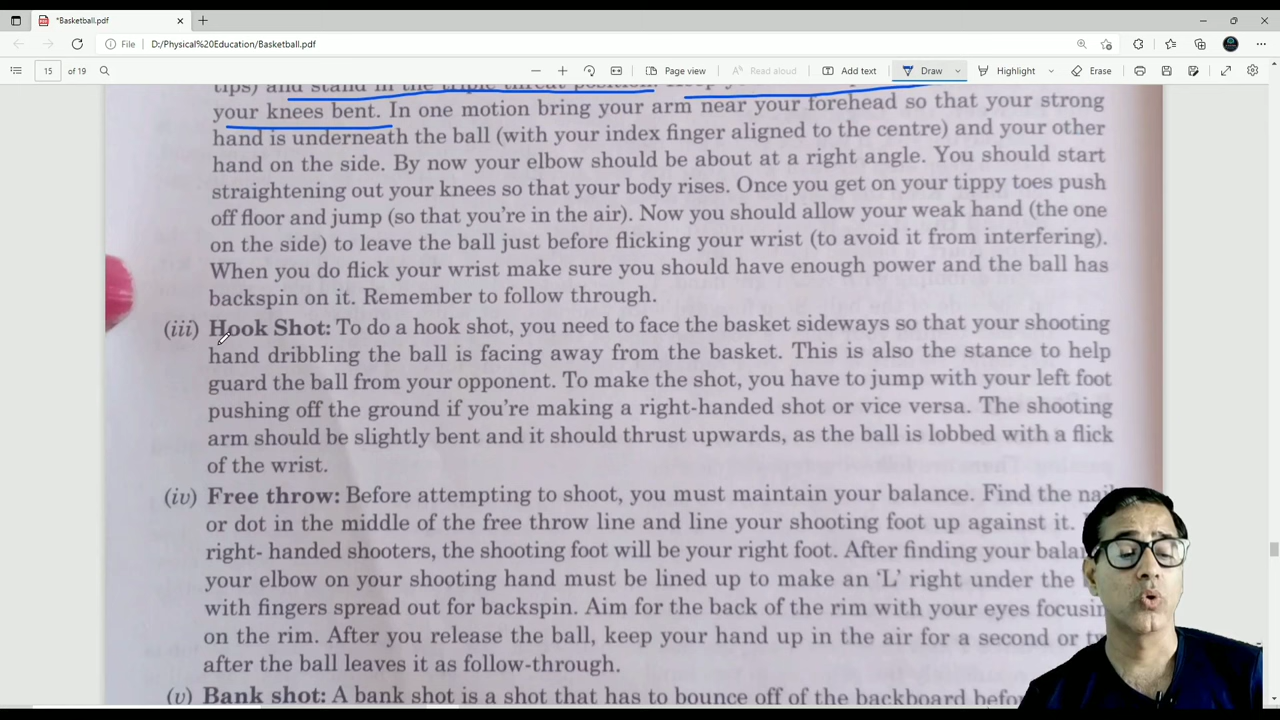 *Basketball.pdf
File D:/Physical%20Education/Basketball.pdf
15 of 19 Page view Read aloud Add text Draw Highlight Erase
tips) and stand in the triple threat position.
your knees bent. In one motion bring your arm near your forehead so that your strong
hand is underneath the ball (with your index finger aligned to the centre) and your other
hand on the side. By now your elbow should be about at a right angle. You should start
straightening out your knees so that your body rises. Once you get on your tippy toes push
off floor and jump (so that you're in the air). Now you should allow your weak hand (the one
on the side) to leave the ball just before flicking your wrist (to avoid it from interfering).
When you do flick your wrist make sure you should have enough power and the ball has
backspin on it. Remember to follow through.
(iii) Hook Shot: To do a hook shot, you need to face the basket sideways so that your shooting
hand dribbling the ball is facing away from the basket. This is also the stance to help
guard the ball from your opponent. To make the shot, you have to jump with your left foot
pushing off the ground if you're making a right-handed shot or vice versa. The shooting
arm should be slightly bent and it should thrust upwards, as the ball is lobbed with a flick
of the wrist.
(iv) Free throw: Before attempting to shoot, you must maintain your balance. Find the nail
or dot in the middle of the free throw line and line your shooting foot up against it.
right- handed shooters, the shooting foot will be your right foot. After finding your
your elbow on your shooting hand must be lined up to make an 'L' right under the
with fingers spread out for backspin. Aim for the back of the rim with your eyes
on the rim. After you release the ball, keep your hand up in the air for a second or
after the ball leaves it as follow-through.
(v) Bank shot: A bank shot is a shot that has to bounce off of the backboard